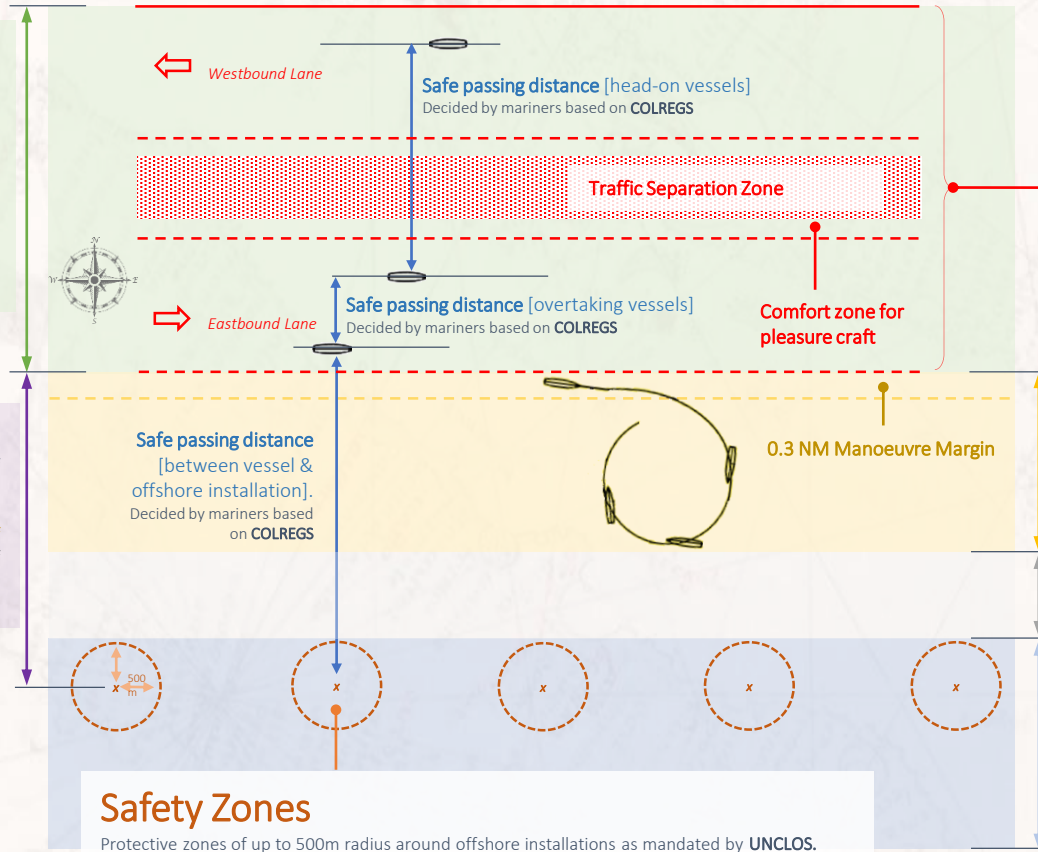 Westbound Lane
Safe passing distance [head-on vessels]
Decided by mariners based on COLREGS
Traffic Separation Zone
N
W
E
S
Safe passing distance [overtaking vessels]
Decided by mariners based on COLREGS
Eastbound Lane
Comfort zone for
pleasure craft
Safe passing distance
[between vessel &
offshore installation].
Decided by mariners based
on COLREGS
0.3 NM Manoeuvre Margin
500
m
x
x
x
x
x
Safety Zones
Protective zones of up to 500m radius around offshore installations as mandated by UNCLOS.